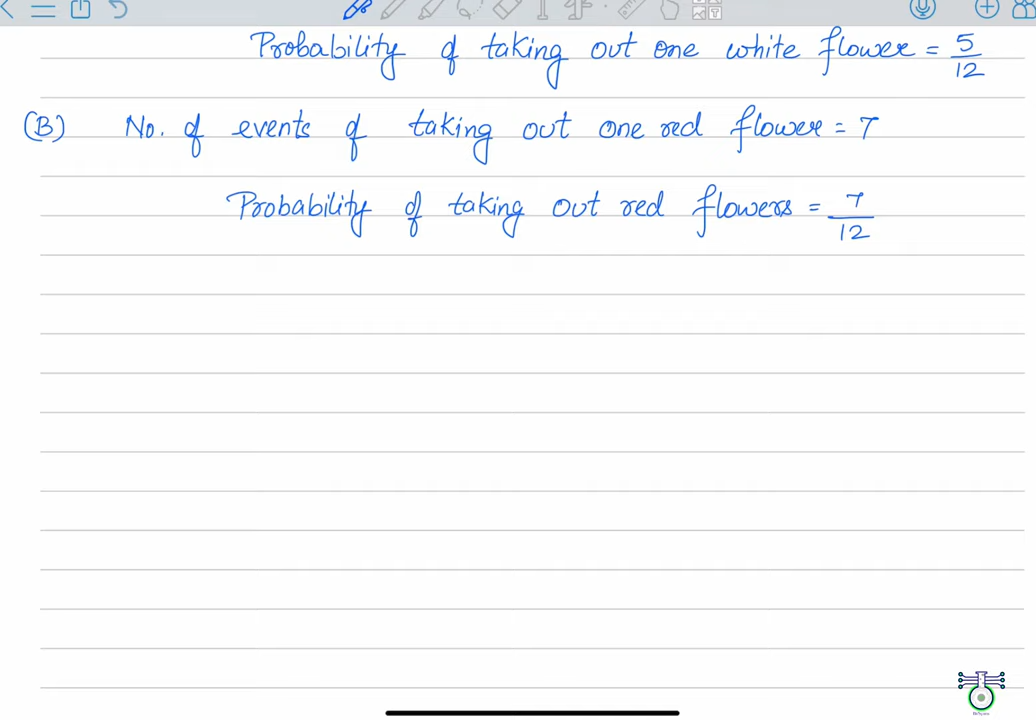 Probability of taking out one white flower = 5/12
(B) No. of events of taking out one red flower = 7
Probability of taking out red flowers = 7/12